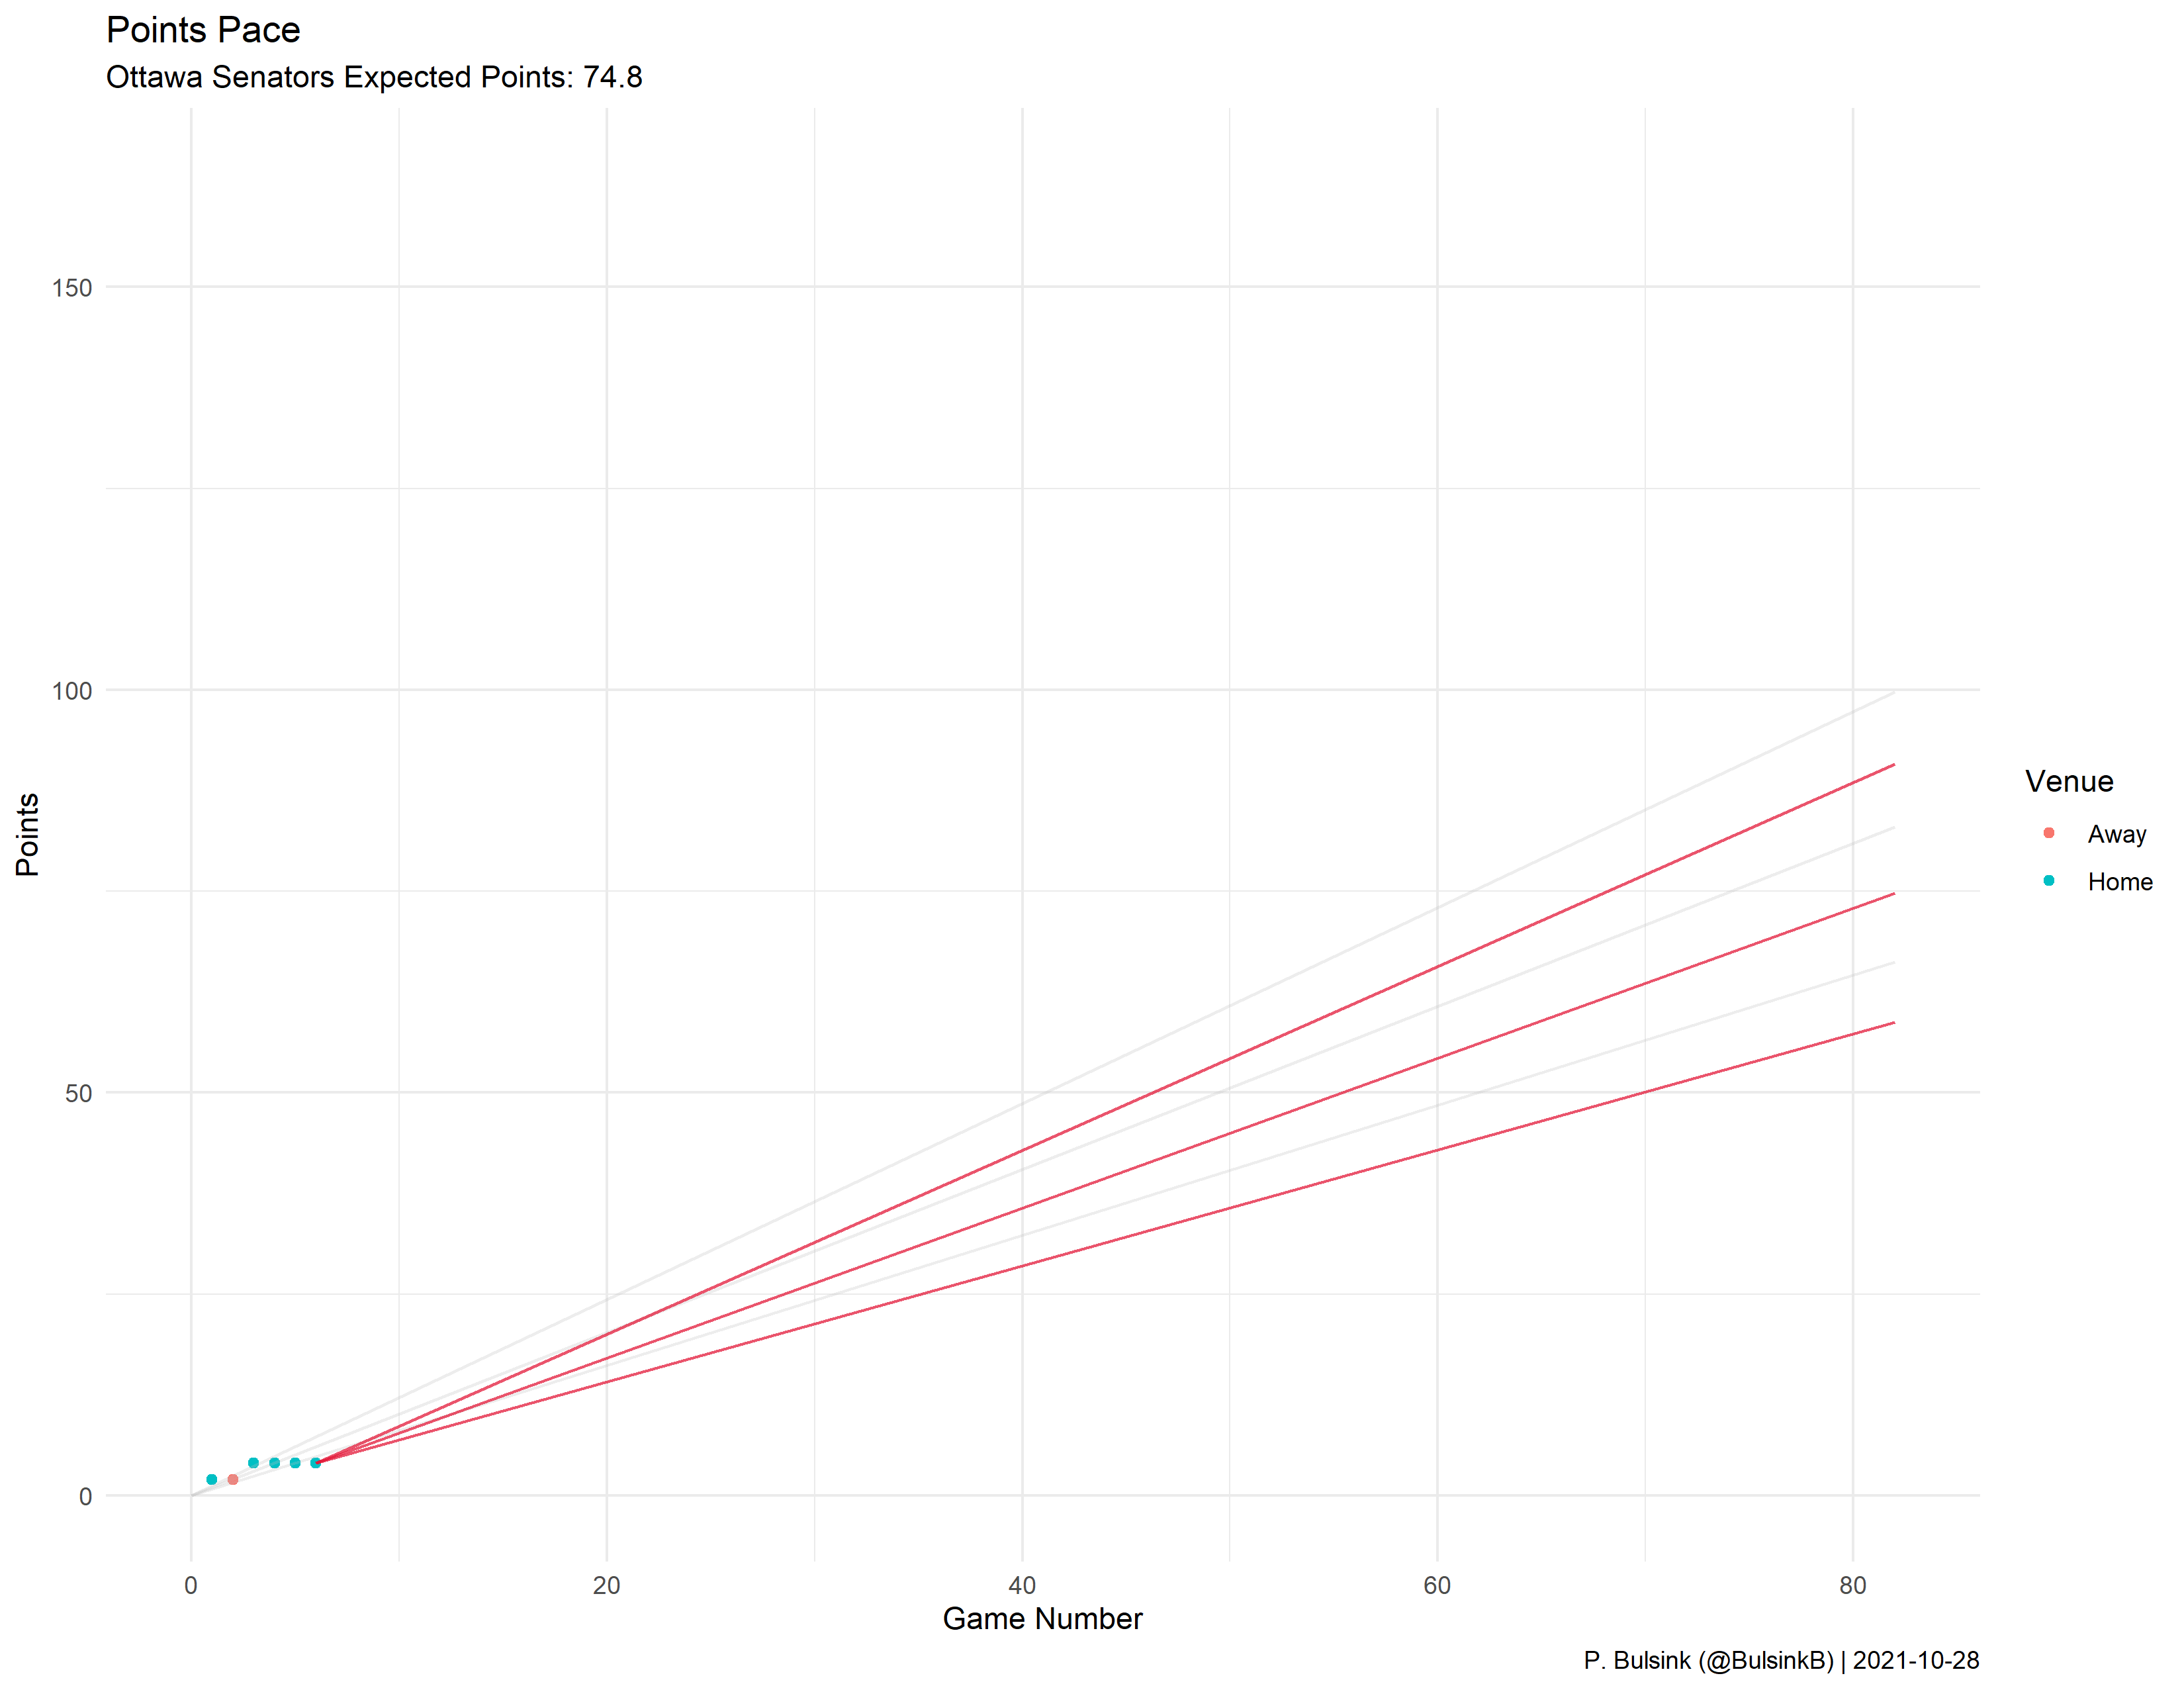 Points Pace
Ottawa Senators Expected Points: 74.8
150
100
50
0
Points
0 20 40 60 80
Game Number
Venue
Away
Home
P. Bulsink (@BulsinkB) | 2021-10-28